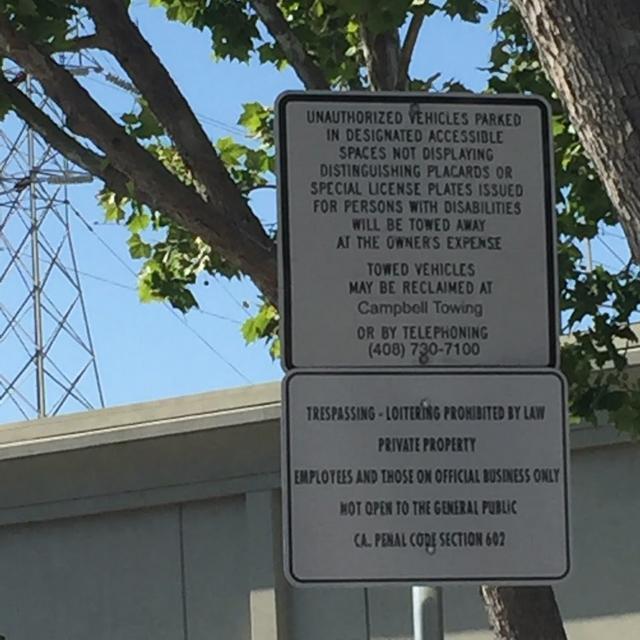 UNAUTHORIZED VEHICLES PARKED
IN DESIGNATED ACCESSIBLE
SPACES NOT DISPLAYING
DISTINGUISHING PLACARDS OR
SPECIAL LICENSE PLATES ISSUED
FOR PERSONS WITH DISABILITIES
WILL BE TOWED AWAY
AT THE OWNER'S EXPENSE
TOWED VEHICLES
MAY BE RECLAIMED AT
Campbell Towing
OR BY TELEPHONING
(408) 730-7100
TRESPASSING - LOITERING PROHIBITED BY LAW
PRIVATE PROPERTY
EMPLOYEES AND THOSE ON OFFICIAL BUSINESS ONLY
NOT OPEN TO THE GENERAL PUBLIC
CA. PENAL CODE SECTION 602